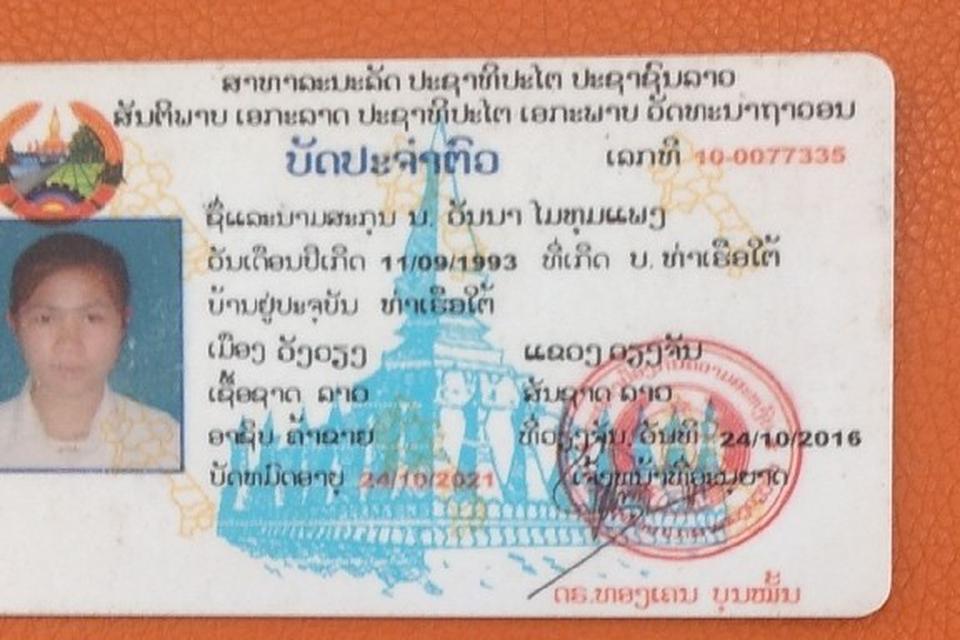 ສາທາລະນະລັດ ປະຊາທິປະໄຕ ປະຊາຊົນລາວ
ສັນຕິພາບ ເອກະລາດ ປະຊາທິປະໄຕ ເອກະພາບ ວັດທະນາຖາວອນ
ບັດປະຈຳຕົວ ເລກທີ 10-0077335
ຊື່ແລະນາມສະກຸນ ນ. ວັນນາ ໄມທຸມແພງ
ວັນເດືອນປີເກີດ 11/09/1993 ທີ່ເກີດ ບ. ທ່າເຮືອໃຕ້
ບ້ານຢູ່ປະຈຸບັນ ທ່າເຮືອໃຕ້
ເມືອງ ວັງວຽງ ແຂວງ ວຽງຈັນ
ເຊື້ອຊາດ ລາວ ສັນຊາດ ລາວ
ອາຊີບ ຄ້າຂາຍ ທີ່ວຽງຈັນ, ວັນທີ 24/10/2016
ບັດຫມົດອາຍຸ 24/10/2021 ເຈົ້າຫນ້າທີ່ອະນຸຍາດ
ດຣ.ທອງເຄນ ບຸນໝັ້ນ